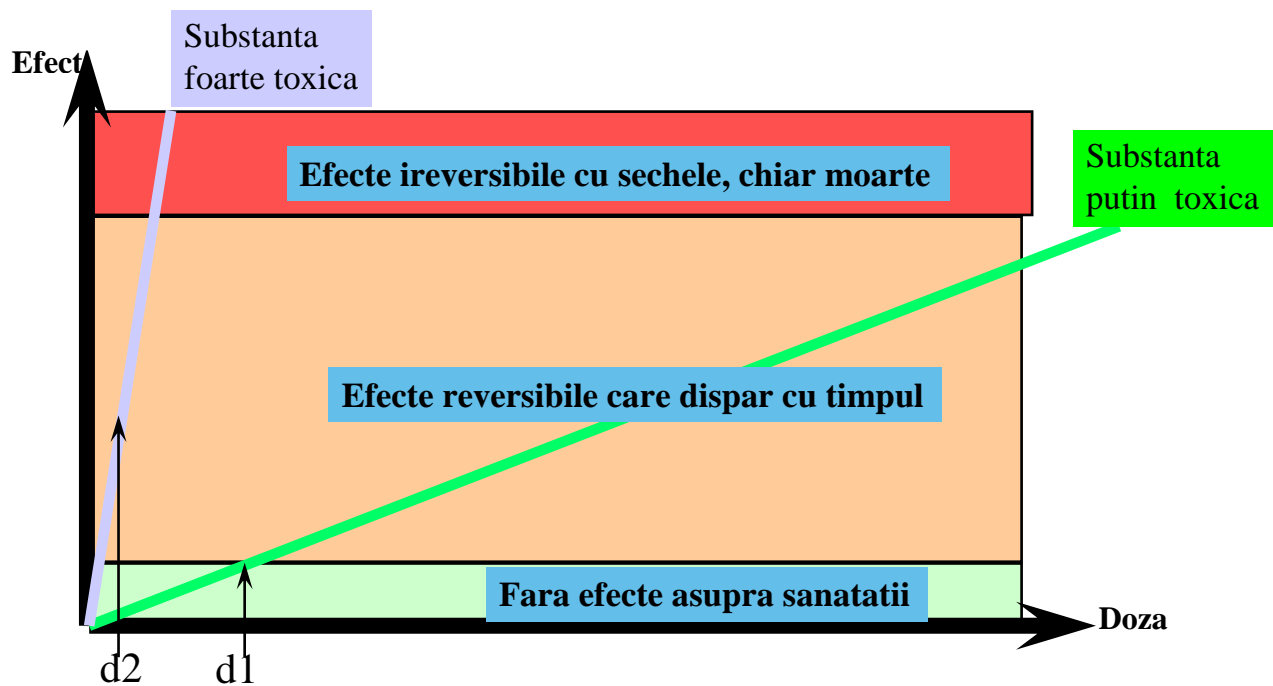 Substanta
foarte toxica
Efect
Efecte ireversibile cu sechele, chiar moarte
Substanta
putin toxica
Efecte reversibile care dispar cu timpul
Fara efecte asupra sanatatii
Doza
d2
d1